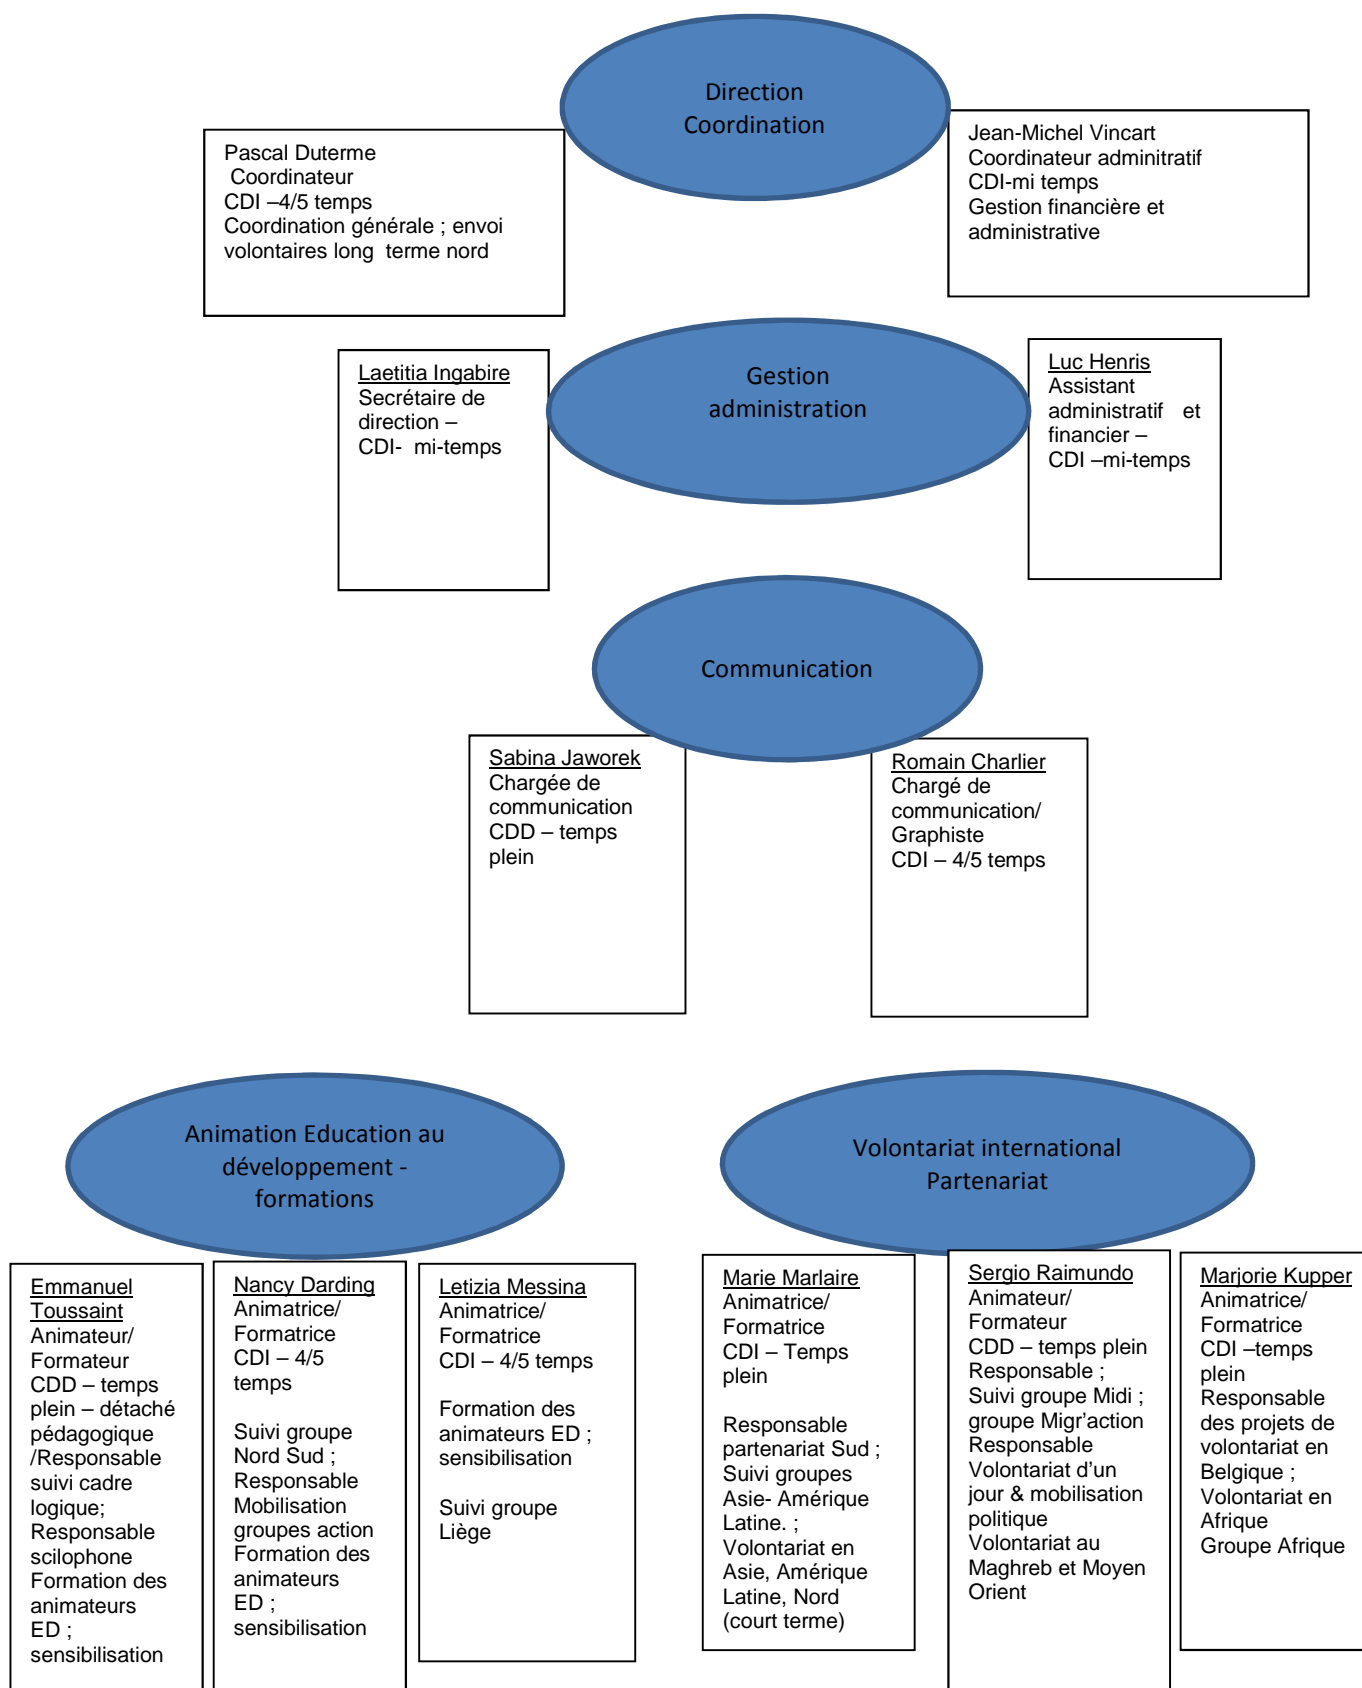 Direction
Coordination
Pascal Duterme
Coordinateur
CDI –4/5 temps
Coordination générale ; envoi
volontaires long terme nord
Jean-Michel Vincart
Coordinateur adminitratif
CDI-mi temps
Gestion financière et
administrative
Gestion
administration
Laetitia Ingabire
Secrétaire de
direction –
CDI- mi-temps
Luc Henris
Assistant
administratif et
financier –
CDI –mi-temps
Communication
Sabina Jaworek
Chargée de
communication
CDD – temps
plein
Romain Charlier
Chargé de
communication/
Graphiste
CDI – 4/5 temps
Animation Education au
développement -
formations
Volontariat international
Partenariat
Emmanuel
Toussaint
Animateur/
Formateur
CDD – temps
plein – détaché
pédagogique
/Responsable
suivi cadre
logique;
Responsable
scilophone
Formation des
animateurs
ED ;
sensibilisation
Nancy Darding
Animatrice/
Formatrice
CDI – 4/5
temps
Suivi groupe
Nord Sud ;
Responsable
Mobilisation
groupes action
Formation des
animateurs
ED ;
sensibilisation
Letizia Messina
Animatrice/
Formatrice
CDI – 4/5 temps
Formation des
animateurs ED ;
sensibilisation
Suivi groupe
Liège
Marie Marlaire
Animatrice/
Formatrice
CDI – Temps
plein
Responsable
partenariat Sud ;
Suivi groupes
Asie- Amérique
Latine. ;
Volontariat en
Asie, Amérique
Latine, Nord
(court terme)
Sergio Raimundo
Animateur/
Formateur
CDD – temps plein
Responsable ;
Suivi groupe Midi ;
groupe Migr’action
Responsable
Volontariat d’un
jour & mobilisation
politique
Volontariat au
Maghreb et Moyen
Orient
Marjorie Kupper
Animatrice/
Formatrice
CDI –temps
plein
Responsable
des projets de
volontariat en
Belgique ;
Volontariat en
Afrique
Groupe Afrique